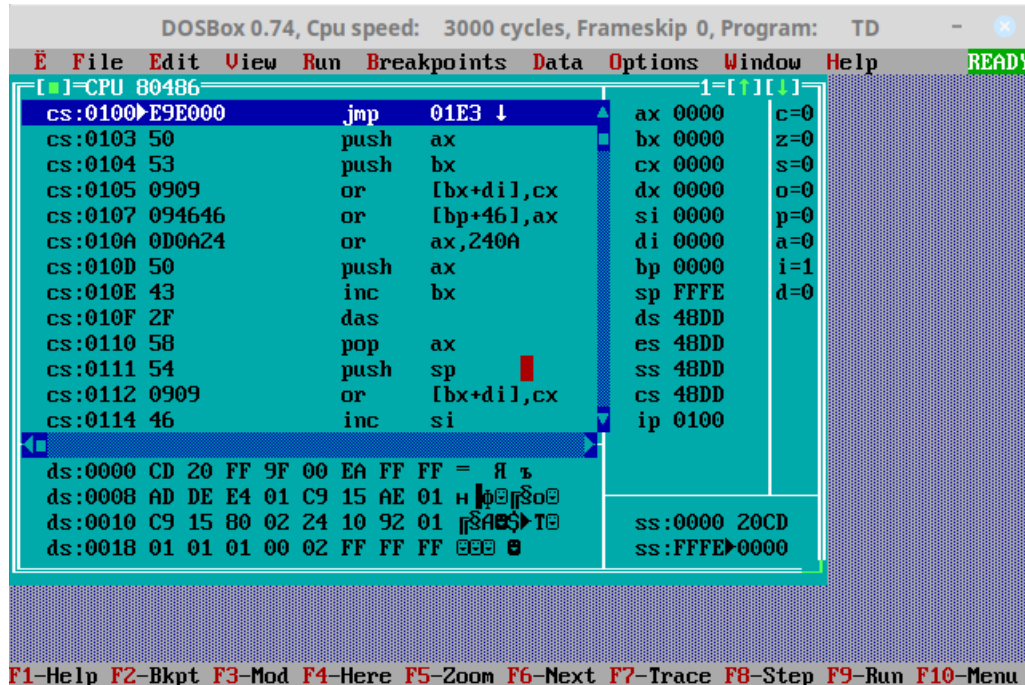 DOSBox 0.74, Cpu speed: 3000 cycles, Frameskip 0, Program: TD
Ë File Edit View Run Breakpoints Data Options Window Help READY
[■]=CPU 80486 1=[↑][↓]
cs:0100►E9E000 jmp 01E3 ↓ ax 0000 c=0
cs:0103 50 push ax bx 0000 z=0
cs:0104 53 push bx cx 0000 s=0
cs:0105 0909 or [bx+di],cx dx 0000 o=0
cs:0107 094646 or [bp+46],ax si 0000 p=0
cs:010A 0D0A24 or ax,240A di 0000 a=0
cs:010D 50 push ax bp 0000 i=1
cs:010E 43 inc bx sp FFFE d=0
cs:010F 2F das ds 48DD
cs:0110 58 pop ax es 48DD
cs:0111 54 push sp ss 48DD
cs:0112 0909 or [bx+di],cx cs 48DD
cs:0114 46 inc si ip 0100
ds:0000 CD 20 FF 9F 00 EA FF FF = Я ъ
ds:0008 AD DE E4 01 C9 15 AE 01 н▐ф☺╔§о☺
ds:0010 C9 15 80 02 24 10 92 01 ╔§А☻$►Т☺ ss:0000 20CD
ds:0018 01 01 01 00 02 FF FF FF ☺☺☺ ☻ ss:FFFE►0000
F1-Help F2-Bkpt F3-Mod F4-Here F5-Zoom F6-Next F7-Trace F8-Step F9-Run F10-Menu